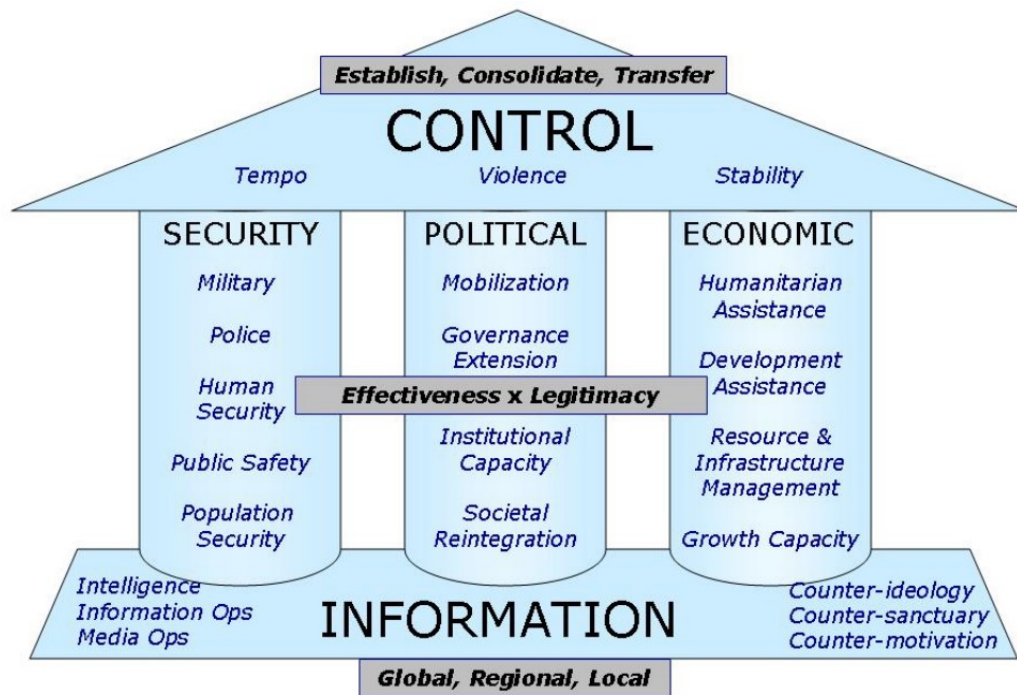 Establish, Consolidate, Transfer
CONTROL
Tempo
Violence
Stability
SECURITY
Military
Police
Human
Security
Public Safety
Population
Security
POLITICAL
Mobilization
Governance
Extension
Institutional
Capacity
Societal
Reintegration
ECONOMIC
Humanitarian
Assistance
Development
Assistance
Resource &
Infrastructure
Management
Growth Capacity
Effectiveness x Legitimacy
Intelligence
Information Ops
Media Ops
INFORMATION
Counter-ideology
Counter-sanctuary
Counter-motivation
Global, Regional, Local